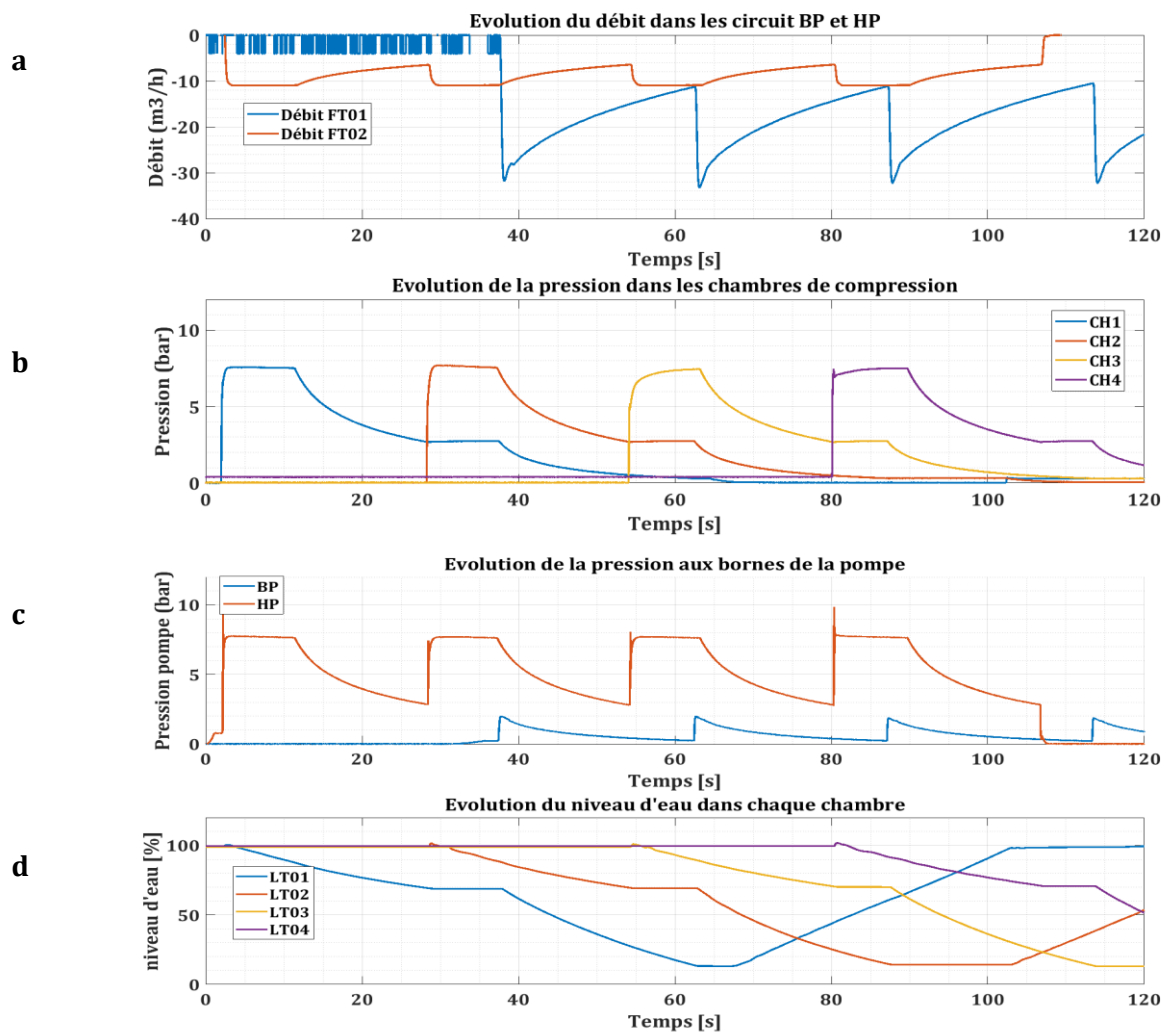 Evolution du débit dans les circuit BP et HP
a
Débit (m3/h)
0
-10
-20
-30
-40
Débit FT01
Débit FT02
0 20 40 60 80 100 120
Temps [s]
Evolution de la pression dans les chambres de compression
b
Pression (bar)
10
5
0
CH1
CH2
CH3
CH4
0 20 40 60 80 100 120
Temps [s]
Evolution de la pression aux bornes de la pompe
c
Pression pompe (bar)
10
5
0
BP
HP
0 20 40 60 80 100 120
Temps [s]
Evolution du niveau d'eau dans chaque chambre
d
niveau d'eau [%]
100
50
0
LT01
LT02
LT03
LT04
0 20 40 60 80 100 120
Temps [s]